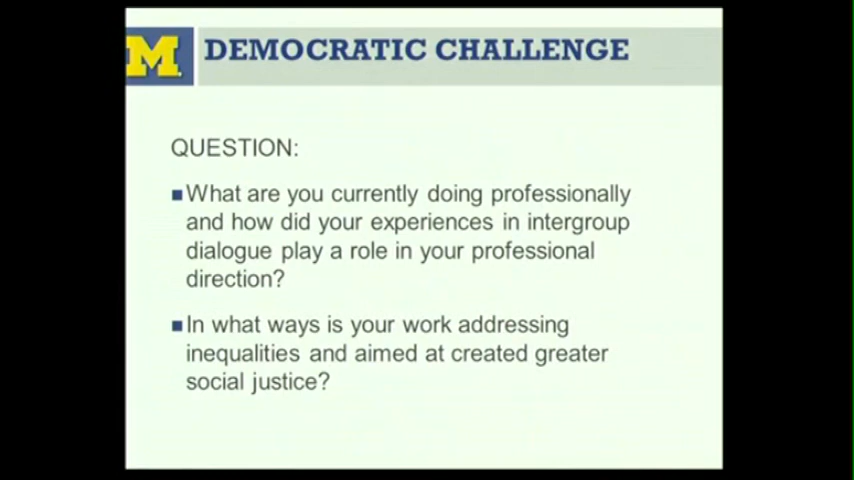 M
DEMOCRATIC CHALLENGE
QUESTION:
What are you currently doing professionally
and how did your experiences in intergroup
dialogue play a role in your professional
direction?
In what ways is your work addressing
inequalities and aimed at created greater
social justice?